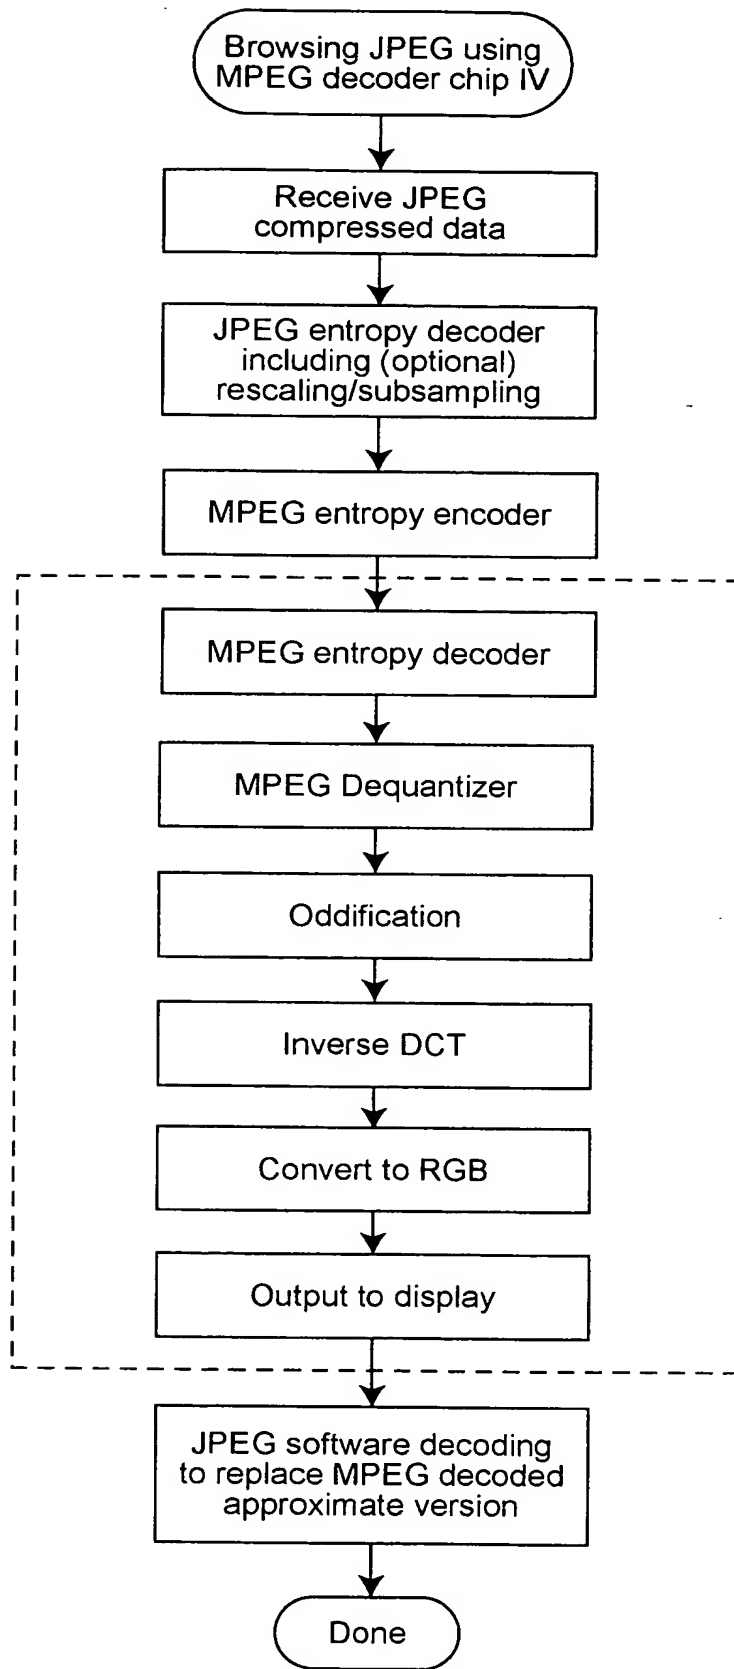 Browsing JPEG using
MPEG decoder chip IV
Receive JPEG
compressed data
JPEG entropy decoder
including (optional)
rescaling/subsampling
MPEG entropy encoder
MPEG entropy decoder
MPEG Dequantizer
Oddification
Inverse DCT
Convert to RGB
Output to display
JPEG software decoding
to replace MPEG decoded
approximate version
Done